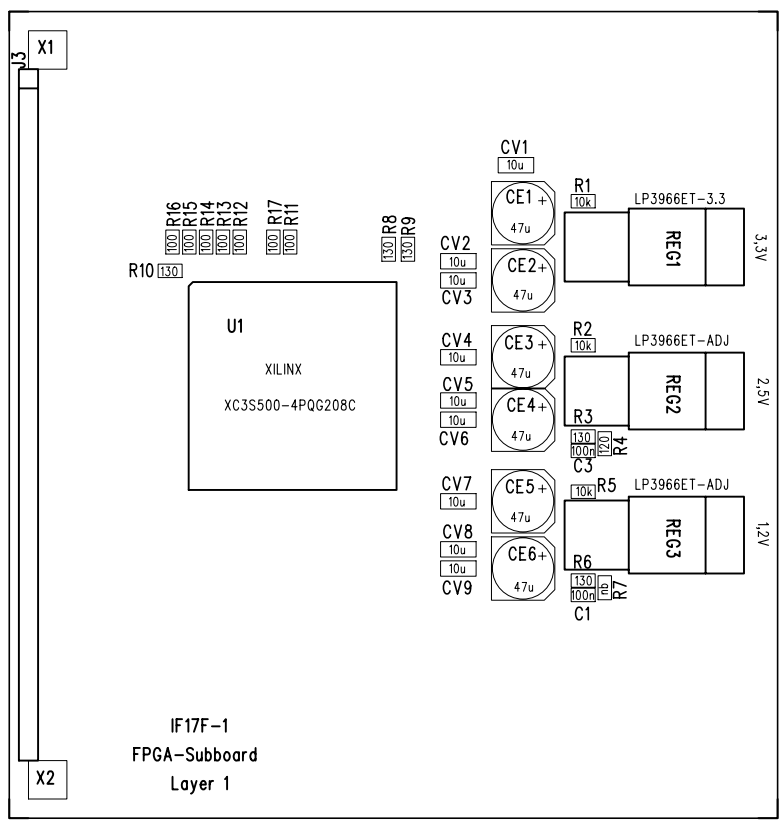 X1
J3
CV1
10u
CE1 +
47u
R1
10k
LP3966ET-3.3
REG1
3,3V
R16
100
R15
100
R14
100
R13
100
R12
100
R17
100
R11
100
R8
130
R9
130
R10 130
CV2
10u
10u
CV3
CE2+
47u
U1
XILINX
XC3S500-4PQG208C
CV4
10u
CE3+
47u
R2
10k
LP3966ET-ADJ
REG2
2,5V
CV5
10u
10u
CV6
CE4+
47u
R3
130
100n
C3
120
R4
CV7
10u
CE5+
47u
10k R5
LP3966ET-ADJ
REG3
1,2V
CV8
10u
10u
CV9
CE6+
47u
R6
130
100n
C1
nb
R7
IF17F-1
FPGA-Subboard
Layer 1
X2